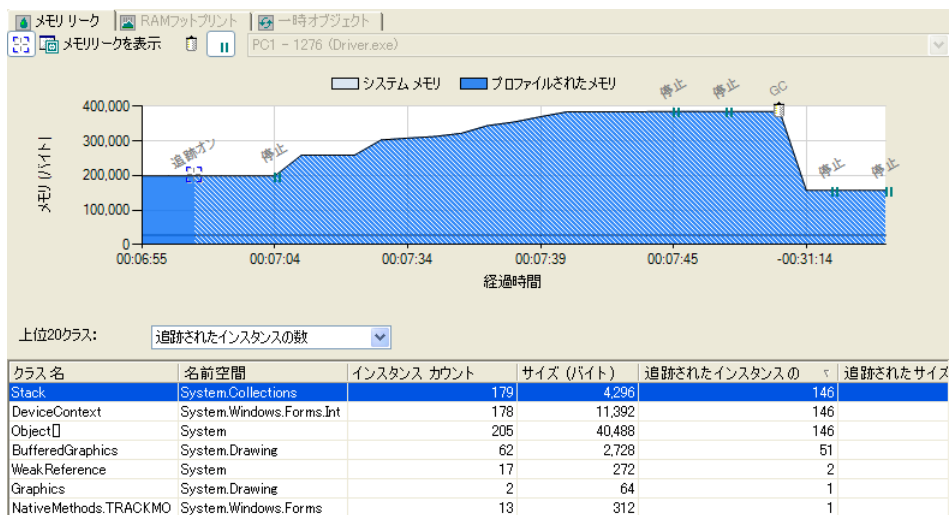 メモリ リーク RAMフットプリント 一時オブジェクト
メモリリークを表示 PC1 - 1276 (Driver.exe)
システム メモリ プロファイルされたメモリ
追跡オン 停止 停止 停止 GC 停止 停止
400,000
300,000
200,000
100,000
0
メモリ (バイト)
00:06:55 00:07:04 00:07:34 00:07:39 00:07:45 -00:31:14
経過時間
上位20クラス: 追跡されたインスタンスの数
クラス名 名前空間 インスタンス カウント サイズ (バイト) 追跡されたインスタンスの 追跡されたサイズ
Stack System.Collections 179 4,296 146
DeviceContext System.Windows.Forms.Int 178 11,392 146
Object[] System 205 40,488 146
BufferedGraphics System.Drawing 62 2,728 51
WeakReference System 17 272 2
Graphics System.Drawing 2 64 1
NativeMethods.TRACKMO System.Windows.Forms 13 312 1